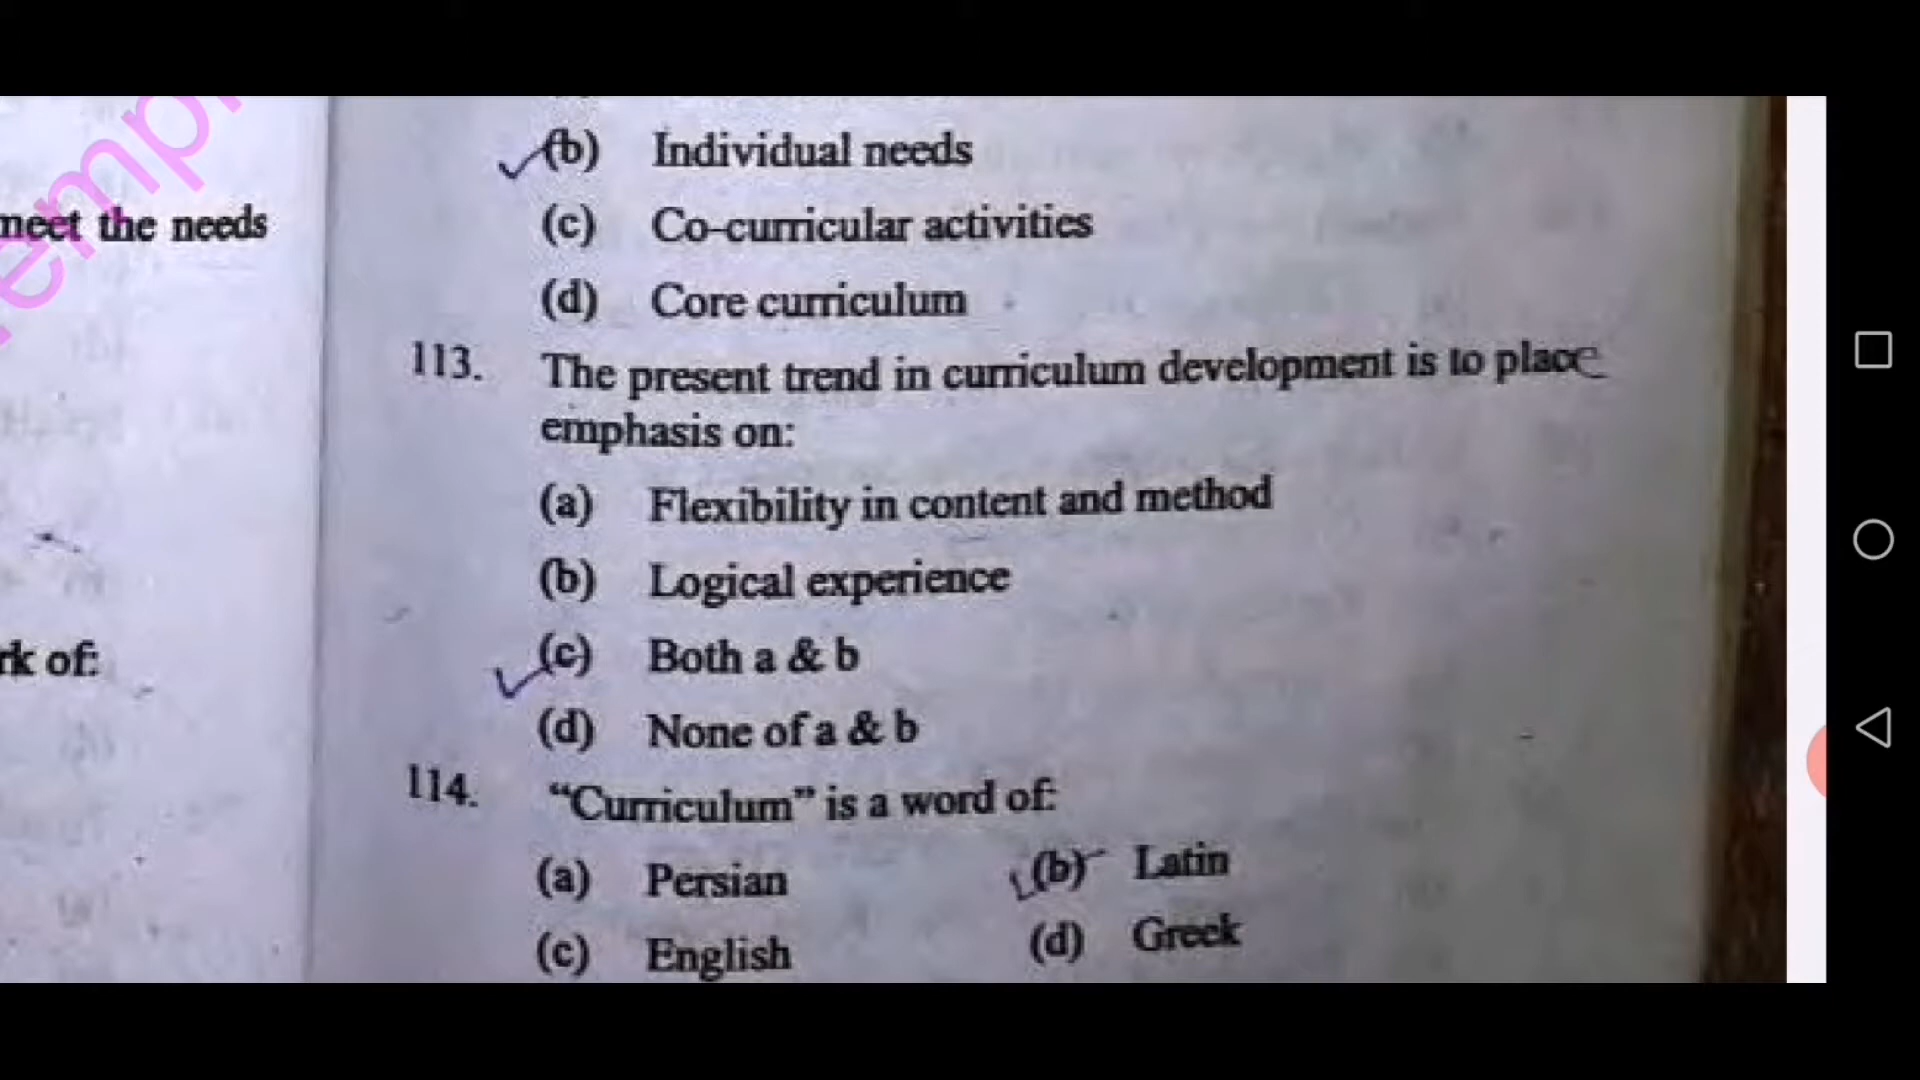 meet the needs
rk of:
(b) Individual needs
(c) Co-curricular activities
(d) Core curriculum
113. The present trend in curriculum development is to place
emphasis on:
(a) Flexibility in content and method
(b) Logical experience
(c) Both a & b
(d) None of a & b
114. “Curriculum” is a word of:
(a) Persian (b) Latin
(c) English (d) Greek